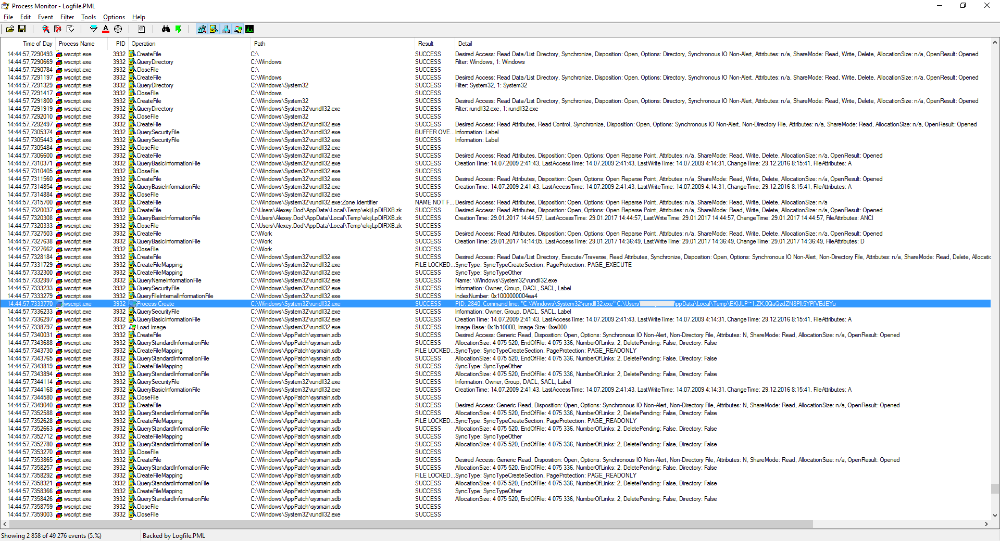 Process Monitor - Logfile.PML
File Edit Event Filter Tools Options Help
Time of Day Process Name PID Operation Path Result Detail
14:44:57,7290493 wscript.exe 3932 CreateFile C:\ SUCCESS Desired Access: Read Data/List Directory, Synchronize, Disposition: Open, Options: Directory, Synchronous IO Non-Alert, Attributes: n/a, ShareMode: Read, Write, Delete, AllocationSize: n/a, OpenResult: Opened
14:44:57,7290669 wscript.exe 3932 QueryDirectory C:\Windows SUCCESS Filter: Windows, 1: Windows
14:44:57,7290784 wscript.exe 3932 CloseFile C:\ SUCCESS
14:44:57,7291197 wscript.exe 3932 CreateFile C:\Windows SUCCESS Desired Access: Read Data/List Directory, Synchronize, Disposition: Open, Options: Directory, Synchronous IO Non-Alert, Attributes: n/a, ShareMode: Read, Write, Delete, AllocationSize: n/a, OpenResult: Opened
14:44:57,7291329 wscript.exe 3932 QueryDirectory C:\Windows\System32 SUCCESS Filter: System32, 1: System32
14:44:57,7291417 wscript.exe 3932 CloseFile C:\Windows SUCCESS
14:44:57,7291800 wscript.exe 3932 CreateFile C:\Windows\System32 SUCCESS Desired Access: Read Data/List Directory, Synchronize, Disposition: Open, Options: Directory, Synchronous IO Non-Alert, Attributes: n/a, ShareMode: Read, Write, Delete, AllocationSize: n/a, OpenResult: Opened
14:44:57,7291919 wscript.exe 3932 QueryDirectory C:\Windows\System32\rundll32.exe SUCCESS Filter: rundll32.exe, 1: rundll32.exe
14:44:57,7292010 wscript.exe 3932 CloseFile C:\Windows\System32 SUCCESS
14:44:57,7292497 wscript.exe 3932 CreateFile C:\Windows\System32\rundll32.exe SUCCESS Desired Access: Read Attributes, Read Control, Synchronize, Disposition: Open, Options: Synchronous IO Non-Alert, Non-Directory File, Attributes: n/a, ShareMode: Read, AllocationSize: n/a, OpenResult: Opened
14:44:57,7305374 wscript.exe 3932 QuerySecurityFile C:\Windows\System32\rundll32.exe BUFFER OVE... Information: Label
14:44:57,7305443 wscript.exe 3932 QuerySecurityFile C:\Windows\System32\rundll32.exe SUCCESS Information: Label
14:44:57,7305484 wscript.exe 3932 CloseFile C:\Windows\System32\rundll32.exe SUCCESS
14:44:57,7306600 wscript.exe 3932 CreateFile C:\Windows\System32\rundll32.exe SUCCESS Desired Access: Read Attributes, Disposition: Open, Options: Open Reparse Point, Attributes: n/a, ShareMode: Read, Write, Delete, AllocationSize: n/a, OpenResult: Opened
14:44:57,7310371 wscript.exe 3932 QueryBasicInformationFile C:\Windows\System32\rundll32.exe SUCCESS CreationTime: 14.07.2009 2:41:43, LastAccessTime: 14.07.2009 2:41:43, LastWriteTime: 14.07.2009 4:14:31, ChangeTime: 29.12.2016 8:15:41, FileAttributes: A
14:44:57,7310405 wscript.exe 3932 CloseFile C:\Windows\System32\rundll32.exe SUCCESS
14:44:57,7311560 wscript.exe 3932 CreateFile C:\Windows\System32\rundll32.exe SUCCESS Desired Access: Read Attributes, Disposition: Open, Options: Open Reparse Point, Attributes: n/a, ShareMode: Read, Write, Delete, AllocationSize: n/a, OpenResult: Opened
14:44:57,7314854 wscript.exe 3932 QueryBasicInformationFile C:\Windows\System32\rundll32.exe SUCCESS CreationTime: 14.07.2009 2:41:43, LastAccessTime: 14.07.2009 2:41:43, LastWriteTime: 14.07.2009 4:14:31, ChangeTime: 29.12.2016 8:15:41, FileAttributes: A
14:44:57,7314884 wscript.exe 3932 CloseFile C:\Windows\System32\rundll32.exe SUCCESS
14:44:57,7315700 wscript.exe 3932 CreateFile C:\Windows\System32\rundll32.exe:Zone.Identifier NAME NOT F... Desired Access: Read Attributes, Disposition: Open, Options: Open Reparse Point, Attributes: n/a, ShareMode: Read, Write, Delete, AllocationSize: n/a
14:44:57,7320037 wscript.exe 3932 CreateFile C:\Users\Alexey.Dod\AppData\Local\Temp\ekijLpDIRXB.zk SUCCESS Desired Access: Read Attributes, Disposition: Open, Options: Open Reparse Point, Attributes: n/a, ShareMode: Read, Write, Delete, AllocationSize: n/a, OpenResult: Opened
14:44:57,7320308 wscript.exe 3932 QueryBasicInformationFile C:\Users\Alexey.Dod\AppData\Local\Temp\ekijLpDIRXB.zk SUCCESS CreationTime: 29.01.2017 14:44:57, LastAccessTime: 29.01.2017 14:44:57, LastWriteTime: 29.01.2017 14:44:57, ChangeTime: 29.01.2017 14:44:57, FileAttributes: ANCI
14:44:57,7320333 wscript.exe 3932 CloseFile C:\Users\Alexey.Dod\AppData\Local\Temp\ekijLpDIRXB.zk SUCCESS
14:44:57,7327503 wscript.exe 3932 CreateFile C:\Work SUCCESS Desired Access: Read Attributes, Disposition: Open, Options: Open Reparse Point, Attributes: n/a, ShareMode: Read, Write, Delete, AllocationSize: n/a, OpenResult: Opened
14:44:57,7327638 wscript.exe 3932 QueryBasicInformationFile C:\Work SUCCESS CreationTime: 29.01.2017 14:14:05, LastAccessTime: 29.01.2017 14:36:49, LastWriteTime: 29.01.2017 14:36:49, ChangeTime: 29.01.2017 14:36:49, FileAttributes: D
14:44:57,7327662 wscript.exe 3932 CloseFile C:\Work SUCCESS
14:44:57,7328184 wscript.exe 3932 CreateFile C:\Windows\System32\rundll32.exe SUCCESS Desired Access: Read Data/List Directory, Execute/Traverse, Read Attributes, Synchronize, Disposition: Open, Options: Synchronous IO Non-Alert, Non-Directory File, Attributes: n/a, ShareMode: Read, Delete, Allocatio
14:44:57,7331729 wscript.exe 3932 CreateFileMapping C:\Windows\System32\rundll32.exe FILE LOCKED... SyncType: SyncTypeCreateSection, PageProtection: PAGE_EXECUTE
14:44:57,7332300 wscript.exe 3932 CreateFileMapping C:\Windows\System32\rundll32.exe SUCCESS SyncType: SyncTypeOther
14:44:57,7332997 wscript.exe 3932 QueryNameInformationFile C:\Windows\System32\rundll32.exe SUCCESS Name: \Windows\System32\rundll32.exe
14:44:57,7333233 wscript.exe 3932 QuerySecurityFile C:\Windows\System32\rundll32.exe SUCCESS Information: Owner, Group, DACL, SACL, Label
14:44:57,7333279 wscript.exe 3932 QueryFileInternalInformationFile C:\Windows\System32\rundll32.exe SUCCESS IndexNumber: 0x1000000004ea4
14:44:57,7333770 wscript.exe 3932 Process Create C:\Windows\System32\rundll32.exe SUCCESS PID: 2840, Command line: "C:\Windows\System32\rundll32.exe" C:\Users\ AppData\Local\Temp\EKIJLP~1.ZK,0QaQzdZN8Pft5YPfVEdEYu
14:44:57,7336233 wscript.exe 3932 QuerySecurityFile C:\Windows\System32\rundll32.exe SUCCESS Information: Owner, Group, DACL, SACL, Label
14:44:57,7336297 wscript.exe 3932 QueryBasicInformationFile C:\Windows\System32\rundll32.exe SUCCESS CreationTime: 14.07.2009 2:41:43, LastAccessTime: 14.07.2009 2:41:43, LastWriteTime: 14.07.2009 4:14:31, ChangeTime: 29.12.2016 8:15:41, FileAttributes: A
14:44:57,7338797 wscript.exe 3932 Load Image C:\Windows\System32\rundll32.exe SUCCESS Image Base: 0x1b10000, Image Size: 0xe000
14:44:57,7340031 wscript.exe 3932 CreateFile C:\Windows\AppPatch\sysmain.sdb SUCCESS Desired Access: Generic Read, Disposition: Open, Options: Synchronous IO Non-Alert, Non-Directory File, Attributes: N, ShareMode: Read, AllocationSize: n/a, OpenResult: Opened
14:44:57,7343688 wscript.exe 3932 QueryStandardInformationFile C:\Windows\AppPatch\sysmain.sdb SUCCESS AllocationSize: 4 075 520, EndOfFile: 4 075 336, NumberOfLinks: 2, DeletePending: False, Directory: False
14:44:57,7343730 wscript.exe 3932 CreateFileMapping C:\Windows\AppPatch\sysmain.sdb FILE LOCKED... SyncType: SyncTypeCreateSection, PageProtection: PAGE_READONLY
14:44:57,7343765 wscript.exe 3932 QueryStandardInformationFile C:\Windows\AppPatch\sysmain.sdb SUCCESS AllocationSize: 4 075 520, EndOfFile: 4 075 336, NumberOfLinks: 2, DeletePending: False, Directory: False
14:44:57,7343819 wscript.exe 3932 CreateFileMapping C:\Windows\AppPatch\sysmain.sdb SUCCESS SyncType: SyncTypeOther
14:44:57,7343894 wscript.exe 3932 QueryStandardInformationFile C:\Windows\AppPatch\sysmain.sdb SUCCESS AllocationSize: 4 075 520, EndOfFile: 4 075 336, NumberOfLinks: 2, DeletePending: False, Directory: False
14:44:57,7344114 wscript.exe 3932 QuerySecurityFile C:\Windows\System32\rundll32.exe SUCCESS Information: Owner, Group, DACL, SACL, Label
14:44:57,7344168 wscript.exe 3932 QueryBasicInformationFile C:\Windows\System32\rundll32.exe SUCCESS CreationTime: 14.07.2009 2:41:43, LastAccessTime: 14.07.2009 2:41:43, LastWriteTime: 14.07.2009 4:14:31, ChangeTime: 29.12.2016 8:15:41, FileAttributes: A
14:44:57,7344580 wscript.exe 3932 CloseFile C:\Windows\AppPatch\sysmain.sdb SUCCESS
14:44:57,7349040 wscript.exe 3932 CreateFile C:\Windows\AppPatch\sysmain.sdb SUCCESS Desired Access: Generic Read, Disposition: Open, Options: Synchronous IO Non-Alert, Non-Directory File, Attributes: N, ShareMode: Read, AllocationSize: n/a, OpenResult: Opened
14:44:57,7352588 wscript.exe 3932 QueryStandardInformationFile C:\Windows\AppPatch\sysmain.sdb SUCCESS AllocationSize: 4 075 520, EndOfFile: 4 075 336, NumberOfLinks: 2, DeletePending: False, Directory: False
14:44:57,7352628 wscript.exe 3932 CreateFileMapping C:\Windows\AppPatch\sysmain.sdb FILE LOCKED... SyncType: SyncTypeCreateSection, PageProtection: PAGE_READONLY
14:44:57,7352663 wscript.exe 3932 QueryStandardInformationFile C:\Windows\AppPatch\sysmain.sdb SUCCESS AllocationSize: 4 075 520, EndOfFile: 4 075 336, NumberOfLinks: 2, DeletePending: False, Directory: False
14:44:57,7352712 wscript.exe 3932 CreateFileMapping C:\Windows\AppPatch\sysmain.sdb SUCCESS SyncType: SyncTypeOther
14:44:57,7352780 wscript.exe 3932 QueryStandardInformationFile C:\Windows\AppPatch\sysmain.sdb SUCCESS AllocationSize: 4 075 520, EndOfFile: 4 075 336, NumberOfLinks: 2, DeletePending: False, Directory: False
14:44:57,7353270 wscript.exe 3932 CloseFile C:\Windows\AppPatch\sysmain.sdb SUCCESS
14:44:57,7353865 wscript.exe 3932 CreateFile C:\Windows\AppPatch\sysmain.sdb SUCCESS Desired Access: Generic Read, Disposition: Open, Options: Synchronous IO Non-Alert, Non-Directory File, Attributes: N, ShareMode: Read, AllocationSize: n/a, OpenResult: Opened
14:44:57,7358257 wscript.exe 3932 QueryStandardInformationFile C:\Windows\AppPatch\sysmain.sdb SUCCESS AllocationSize: 4 075 520, EndOfFile: 4 075 336, NumberOfLinks: 2, DeletePending: False, Directory: False
14:44:57,7358292 wscript.exe 3932 CreateFileMapping C:\Windows\AppPatch\sysmain.sdb FILE LOCKED... SyncType: SyncTypeCreateSection, PageProtection: PAGE_READONLY
14:44:57,7358321 wscript.exe 3932 QueryStandardInformationFile C:\Windows\AppPatch\sysmain.sdb SUCCESS AllocationSize: 4 075 520, EndOfFile: 4 075 336, NumberOfLinks: 2, DeletePending: False, Directory: False
14:44:57,7358366 wscript.exe 3932 CreateFileMapping C:\Windows\AppPatch\sysmain.sdb SUCCESS SyncType: SyncTypeOther
14:44:57,7358426 wscript.exe 3932 QueryStandardInformationFile C:\Windows\AppPatch\sysmain.sdb SUCCESS AllocationSize: 4 075 520, EndOfFile: 4 075 336, NumberOfLinks: 2, DeletePending: False, Directory: False
14:44:57,7358759 wscript.exe 3932 CloseFile C:\Windows\AppPatch\sysmain.sdb SUCCESS
14:44:57,7359003 wscript.exe 3932 CloseFile C:\Windows\System32\rundll32.exe SUCCESS
Showing 2 858 of 49 276 events (5.%) Backed by Logfile.PML